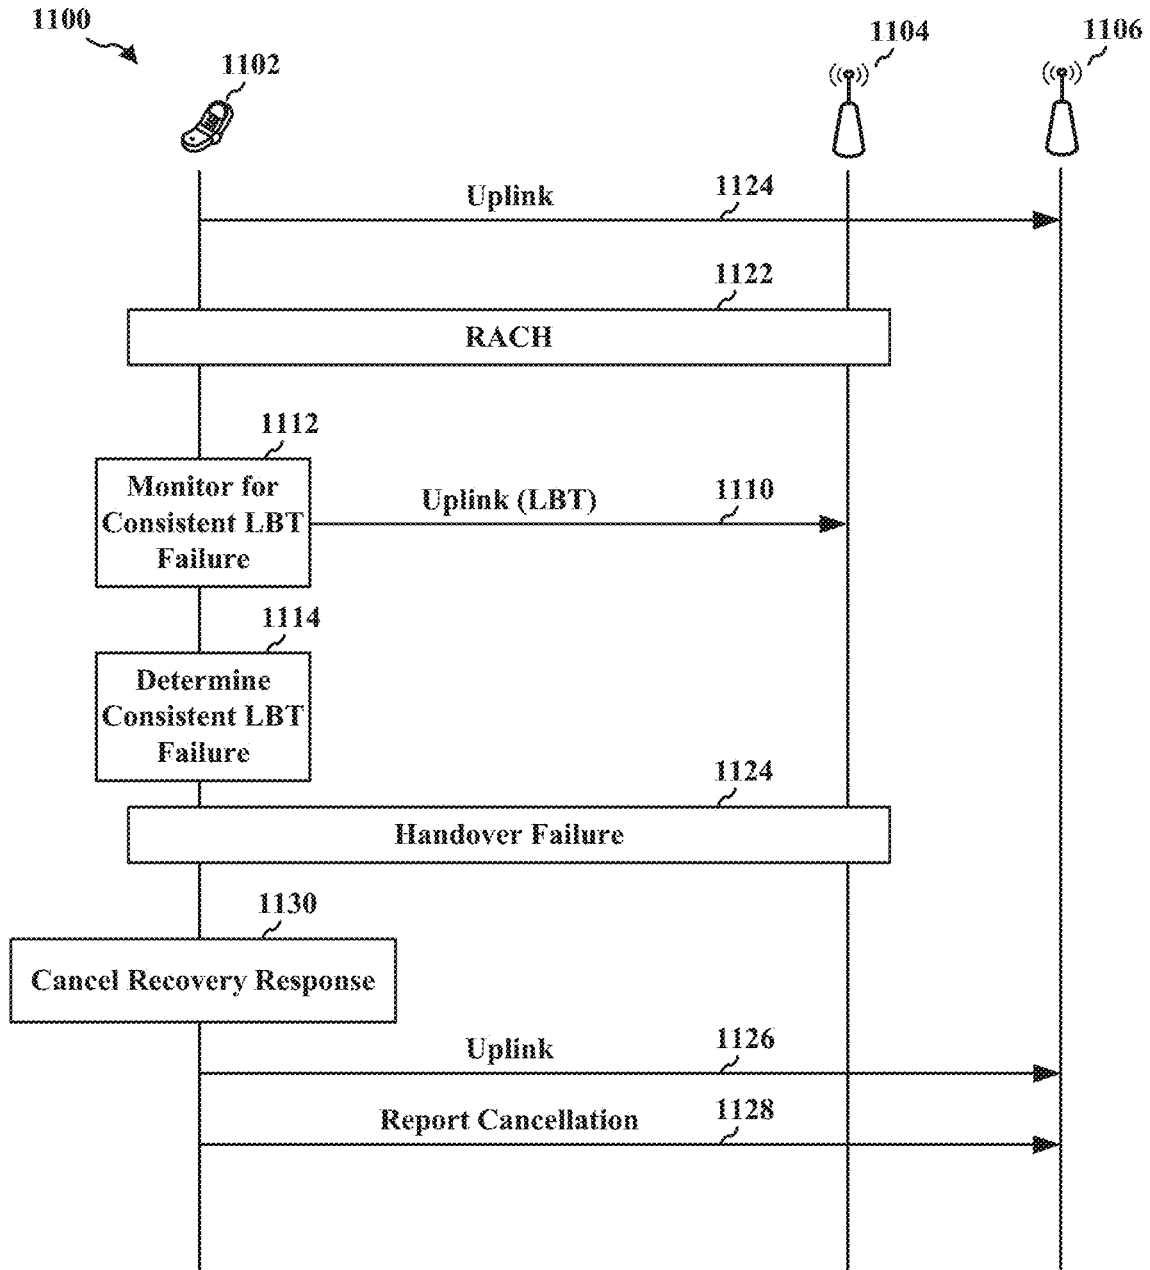 1100
1102
1104
1106
Uplink
1124
1122
RACH
1112
Monitor for
Consistent LBT
Failure
Uplink (LBT)
1110
1114
Determine
Consistent LBT
Failure
1124
Handover Failure
1130
Cancel Recovery Response
Uplink
1126
Report Cancellation
1128